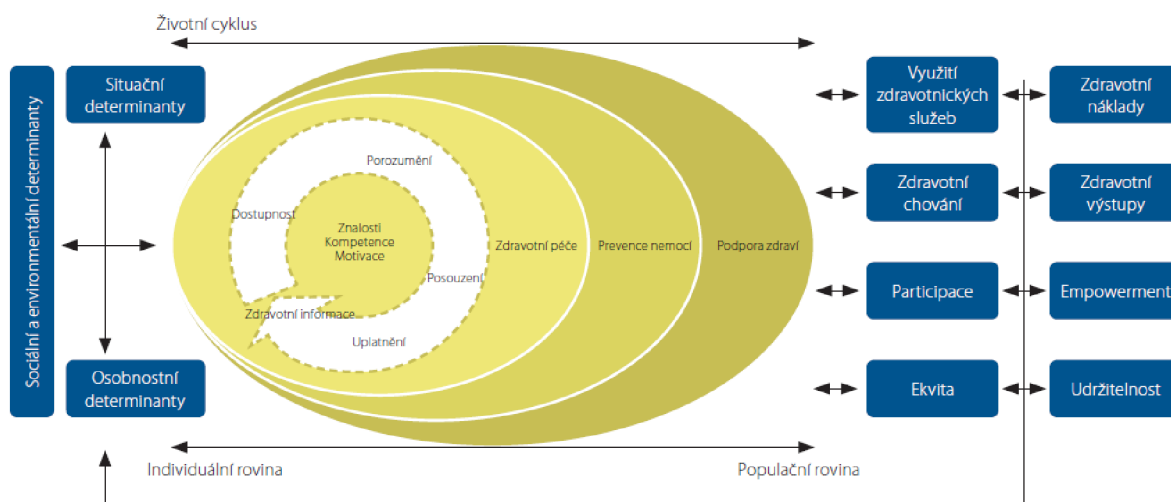 Životní cyklus
Sociální a environmentální determinanty
Situační
determinanty
Osobnostní
determinanty
Porozumění
Dostupnost
Znalosti
Kompetence
Motivace
Posouzení
Zdravotní informace
Uplatnění
Zdravotní péče
Prevence nemocí
Podpora zdraví
Využití
zdravotnických
služeb
Zdravotní
náklady
Zdravotní
chování
Zdravotní
výstupy
Participace
Empowerment
Ekvita
Udržitelnost
Individuální rovina
Populační rovina